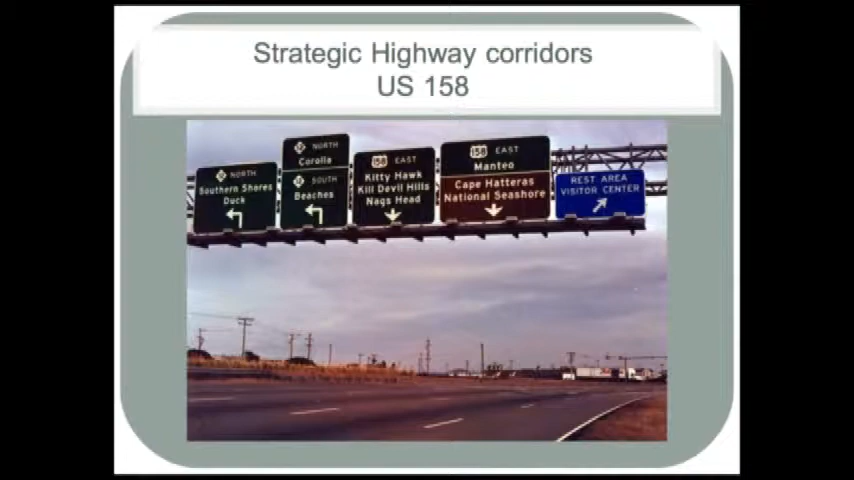 Strategic Highway corridors
US 158
NORTH
Southern Shores
Duck
NORTH
Corolla
SOUTH
Beaches
158 EAST
Kitty Hawk
Kill Devil Hills
Nags Head
158 EAST
Manteo
Cape Hatteras
National Seashore
REST AREA
VISITOR CENTER